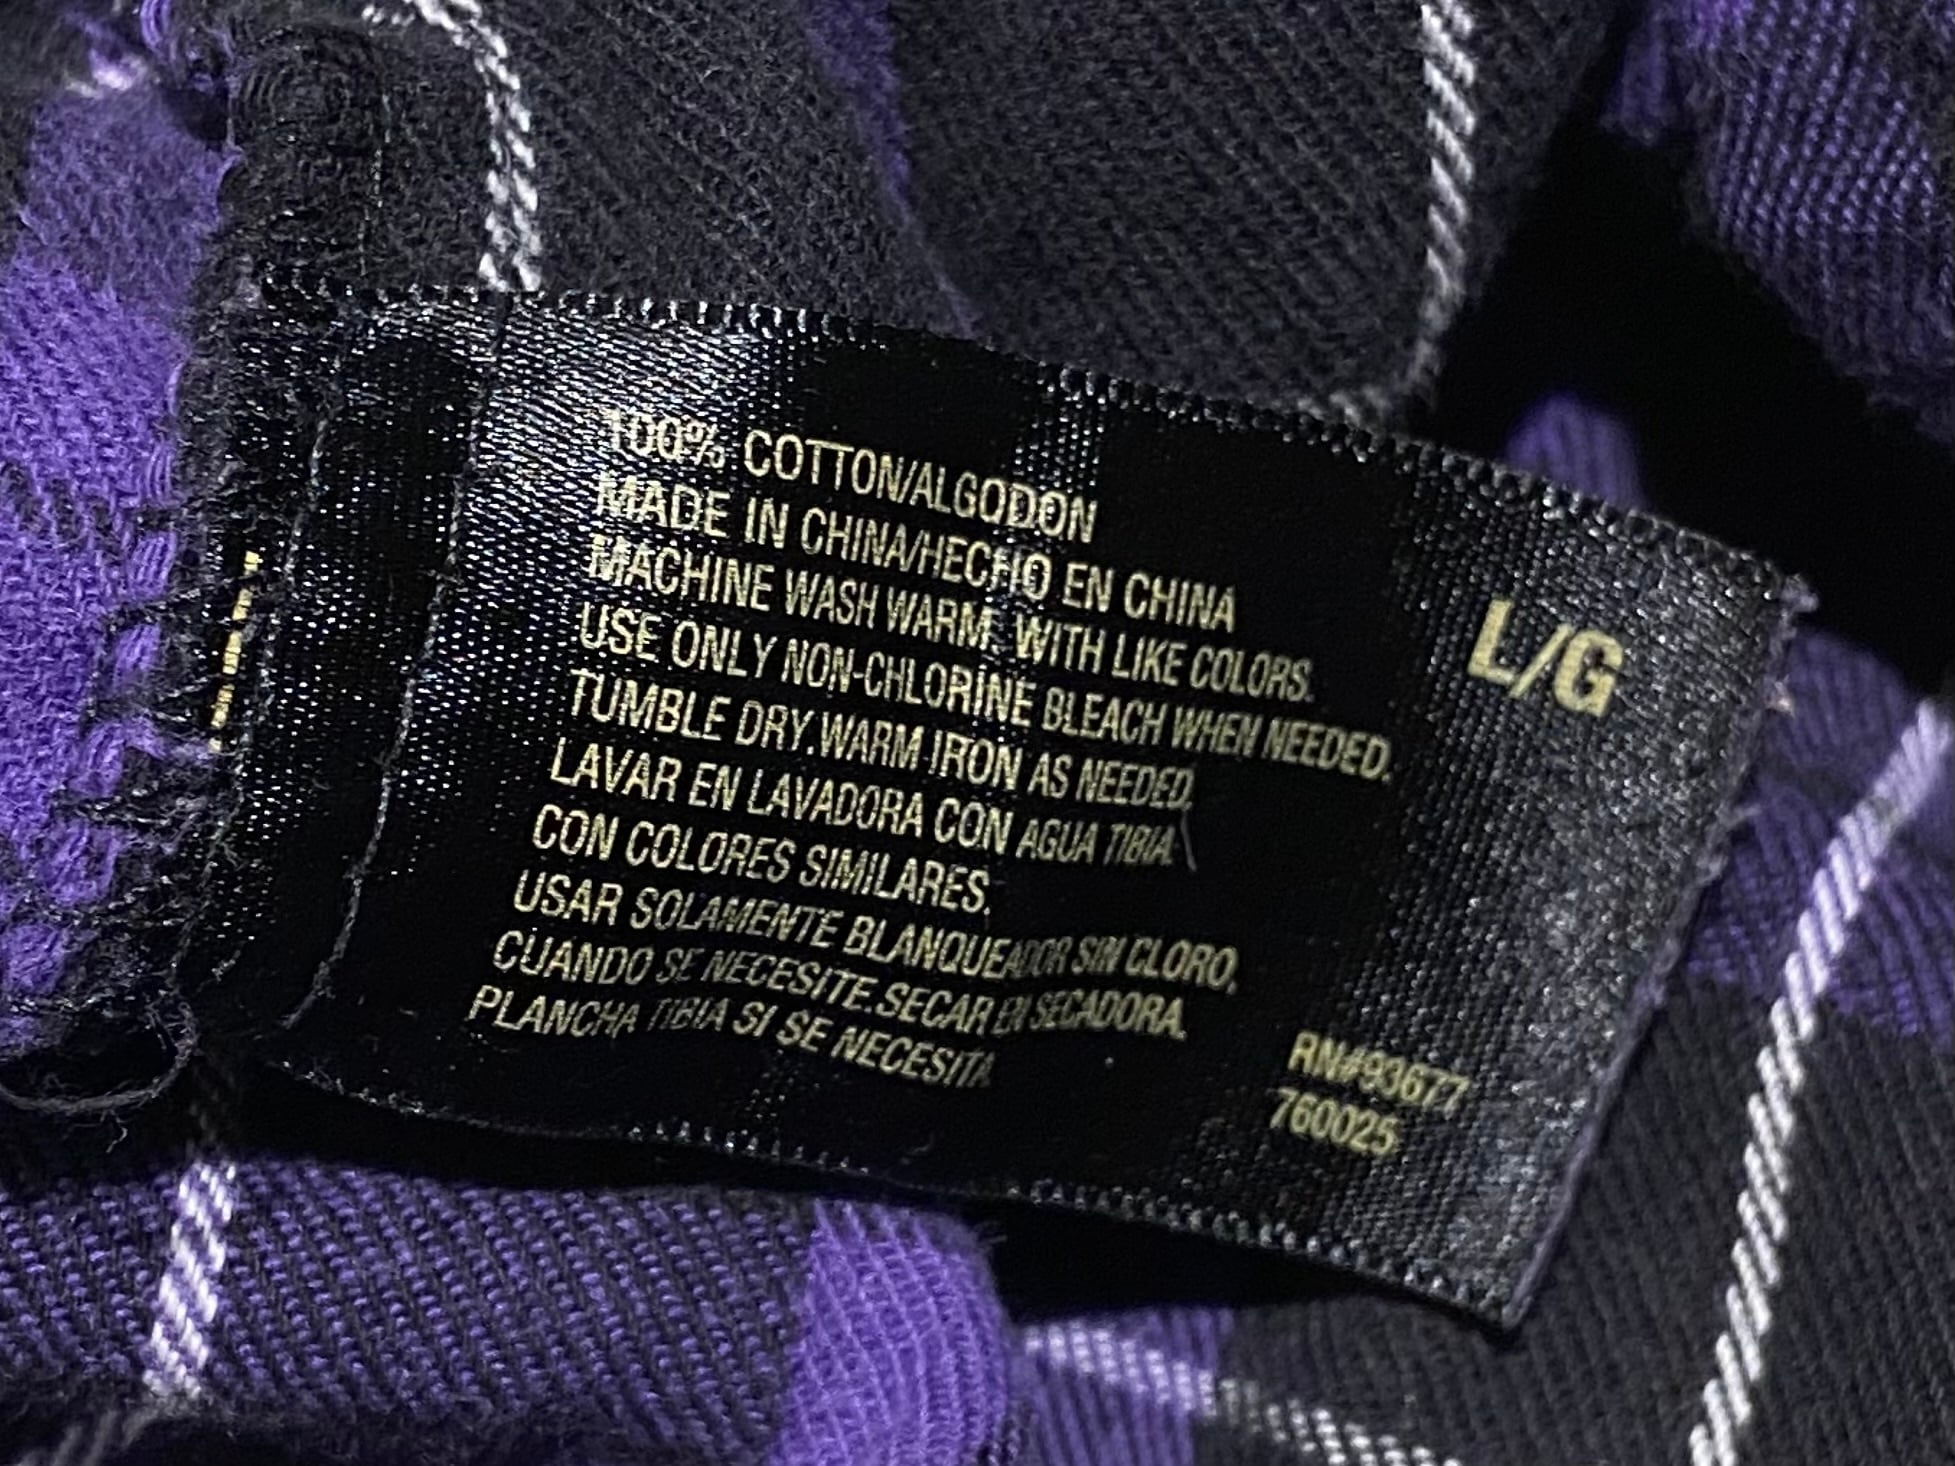 100% COTTON/ALGODON
MADE IN CHINA/HECHO EN CHINA
MACHINE WASH WARM. WITH LIKE COLORS.
USE ONLY NON-CHLORINE BLEACH WHEN NEEDED.
TUMBLE DRY.WARM IRON AS NEEDED.
LAVAR EN LAVADORA CON AGUA TIBIA.
CON COLORES SIMILARES.
USAR SOLAMENTE BLANQUEADOR SIN CLORO,
CUANDO SE NECESITE.SECAR EN SECADORA.
PLANCHA TIBIA SI SE NECESITA
L/G
RN#93677
760025